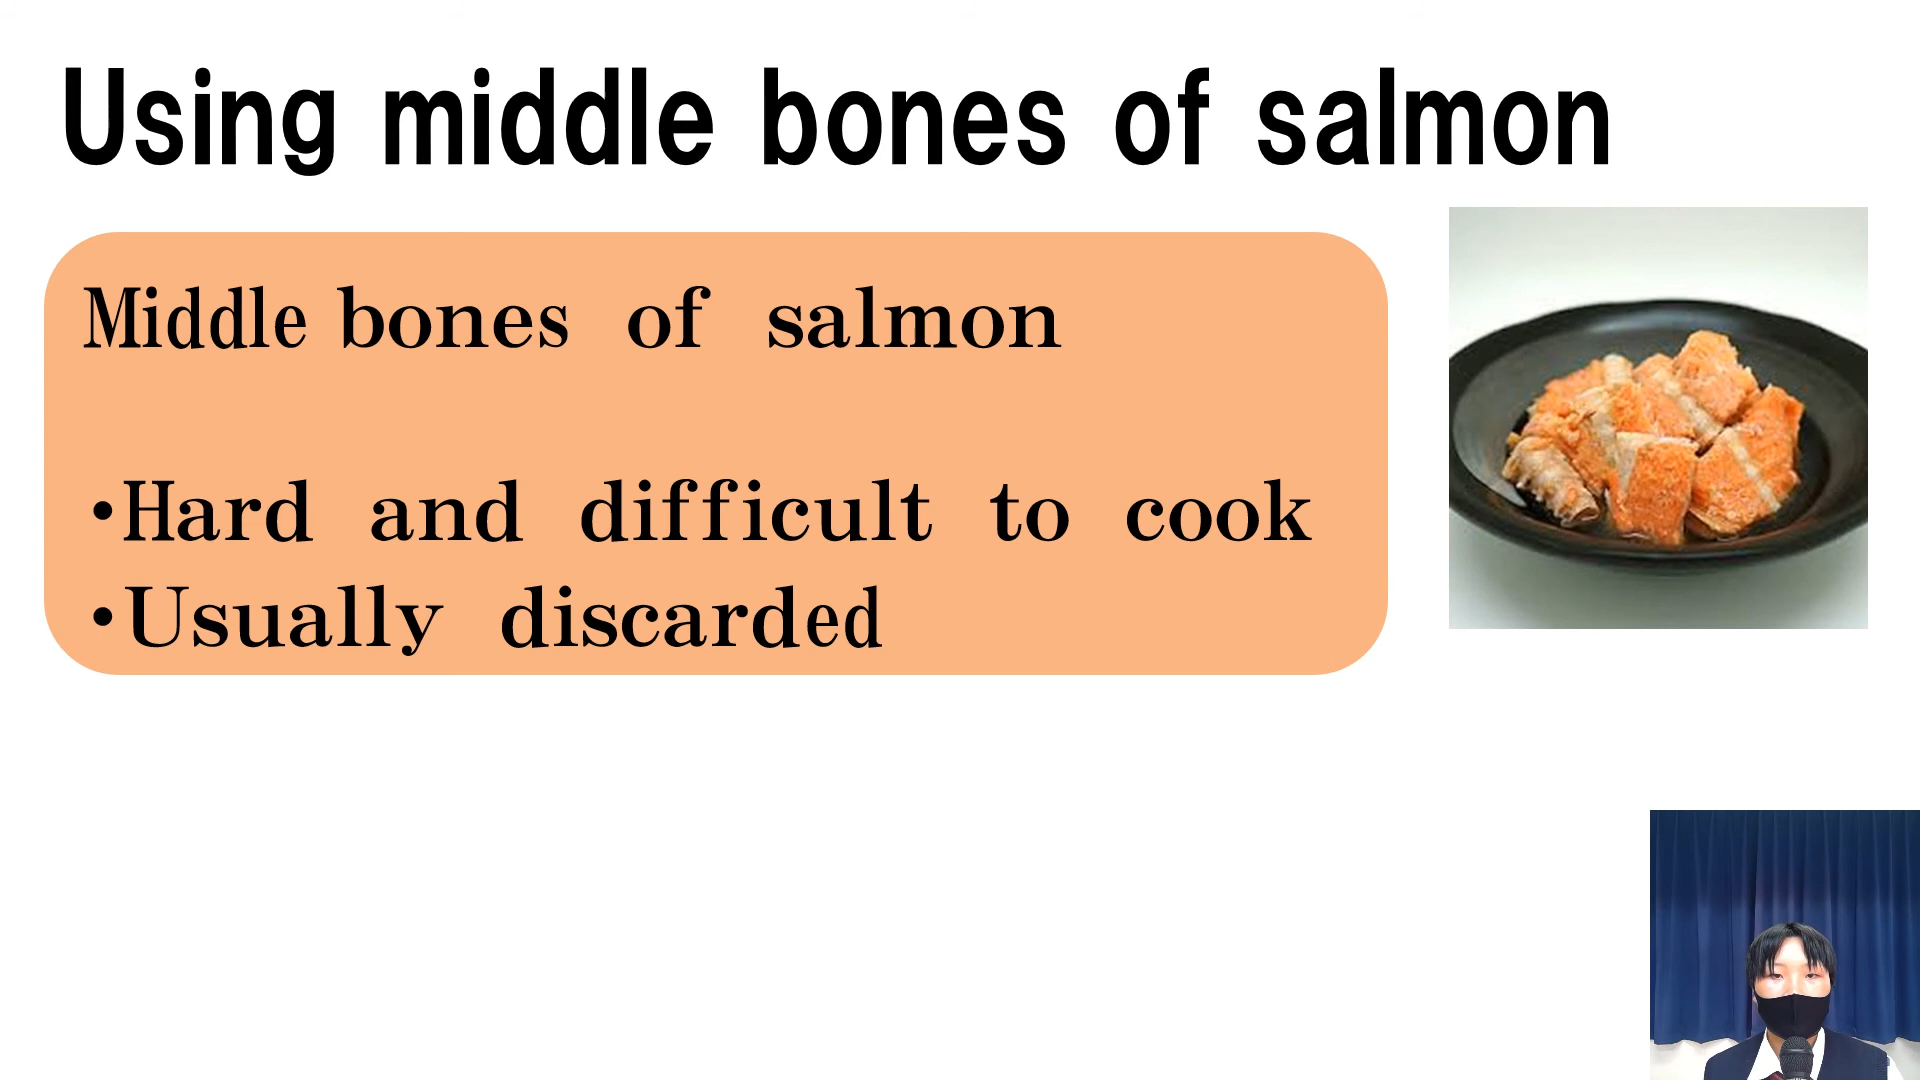 Using middle bones of salmon
Middle bones of salmon
•Hard and difficult to cook
•Usually discarded